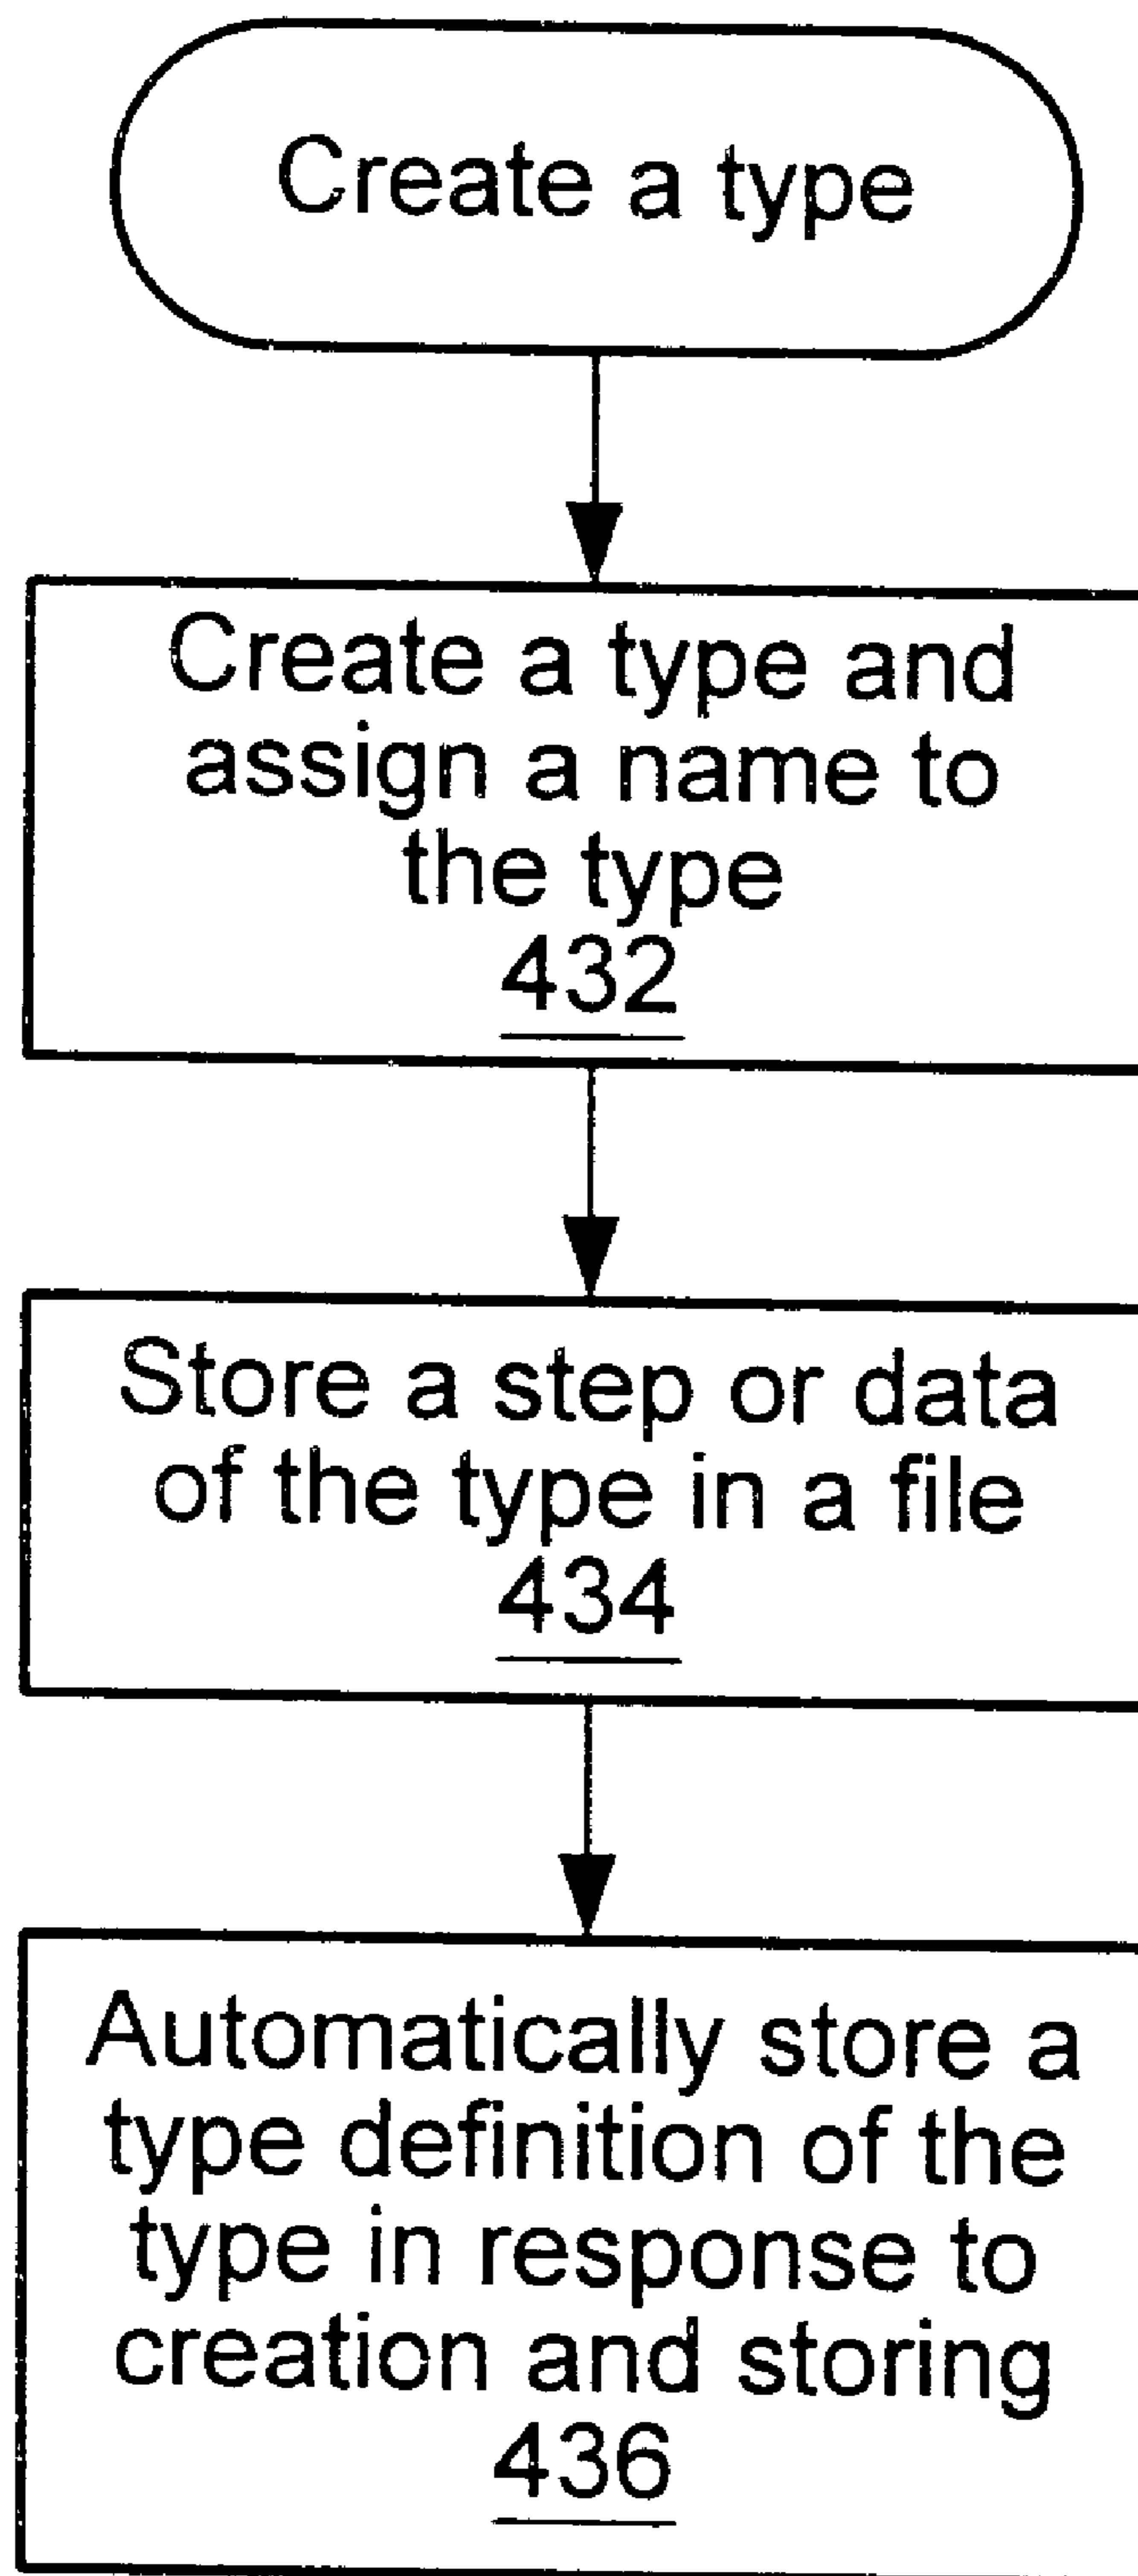 Create a type
Create a type and
assign a name to
the type
432
Store a step or data
of the type in a file
434
Automatically store a
type definition of the
type in response to
creation and storing
436